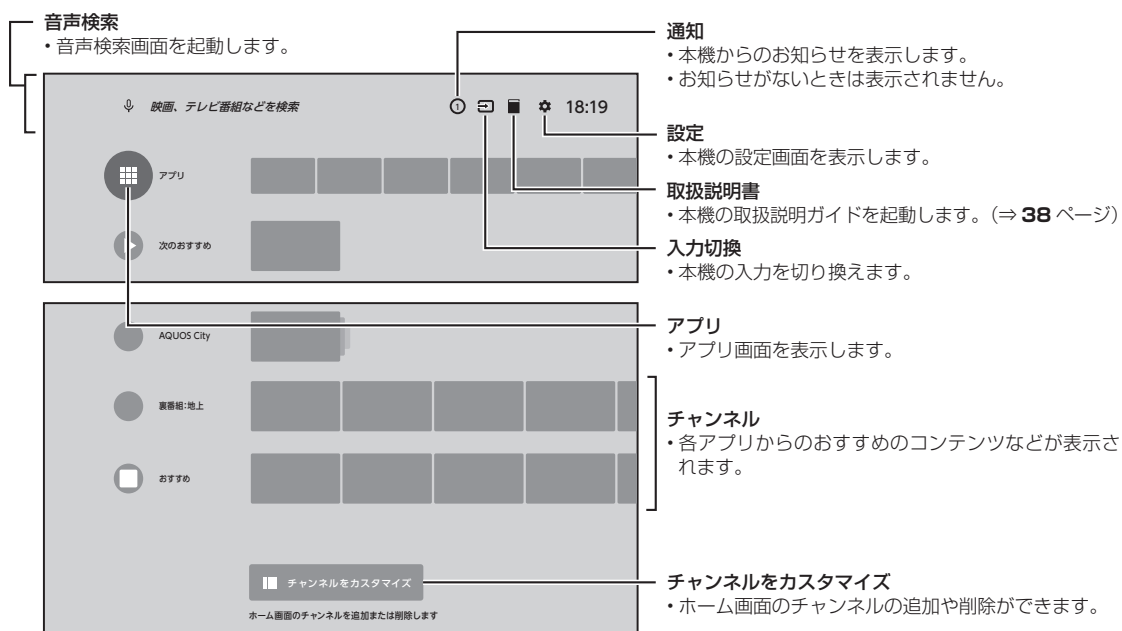 音声検索
・音声検索画面を起動します。
映画、テレビ番組などを検索
1
18:19
アプリ
次のおすすめ
AQUOS City
裏番組:地上
おすすめ
チャンネルをカスタマイズ
ホーム画面のチャンネルを追加または削除します
通知
・本機からのお知らせを表示します。
・お知らせがないときは表示されません。
設定
・本機の設定画面を表示します。
取扱説明書
・本機の取扱説明ガイドを起動します。(⇒ 38 ページ)
入力切換
・本機の入力を切り換えます。
アプリ
・アプリ画面を表示します。
チャンネル
・各アプリからのおすすめのコンテンツなどが表示さ
れます。
チャンネルをカスタマイズ
・ホーム画面のチャンネルの追加や削除ができます。